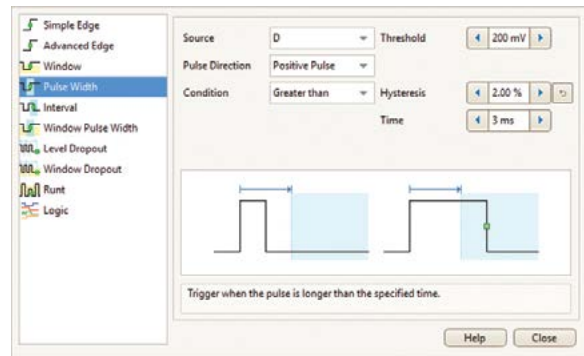 Simple Edge
Advanced Edge
Window
Pulse Width
Interval
Window Pulse Width
Level Dropout
Window Dropout
Runt
Logic
Source D Threshold 200 mV
Pulse Direction Positive Pulse
Condition Greater than Hysteresis 2.00 %
Time 3 ms
Trigger when the pulse is longer than the specified time.
Help Close